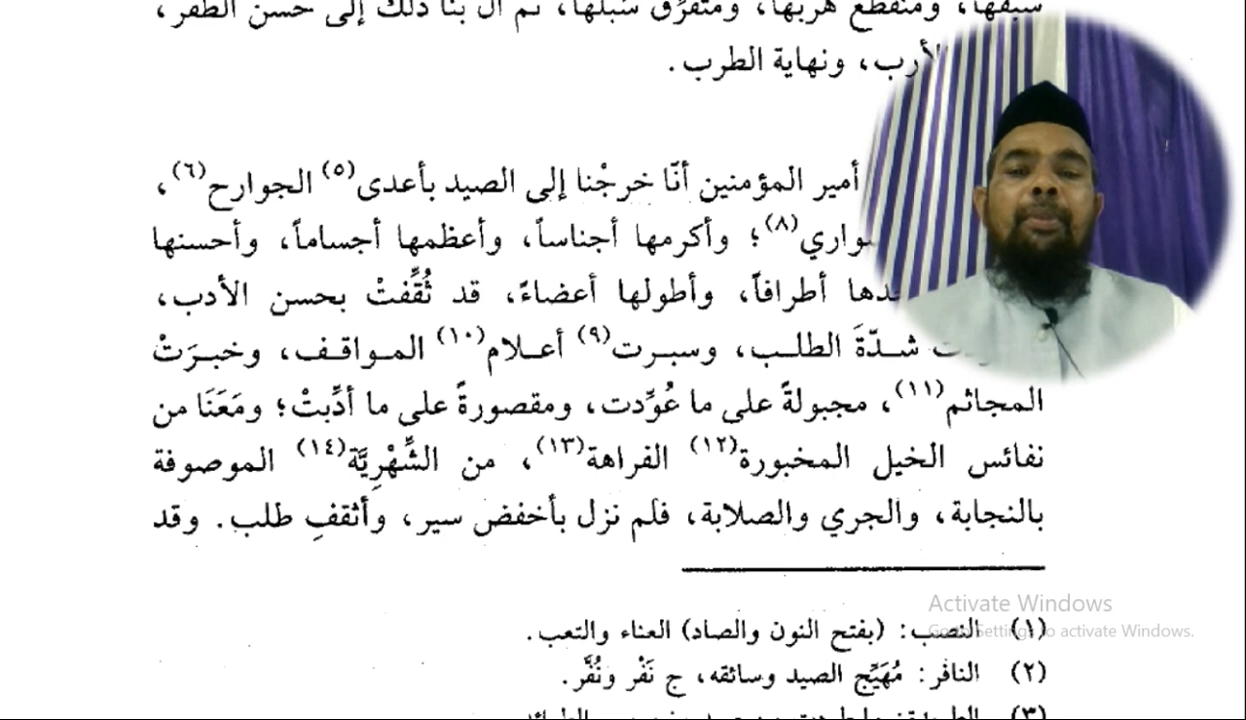 سبقها، ومنقطع هربها، ومتفرّق سبلها، ثم آل بنا ذلك إلى حسن الظفر،
الأرب، ونهاية الطرب.
أمير المؤمنين أنّا خرجْنا إلى الصيد بأعدى(٥) الجوارح(٦)،
(٨)؛ وأكرمها أجناساً، وأعظمها أجساماً، وأحسنها
أطرافاً، وأطولها أعضاءً، قد ثُقِّفتْ بحسن الأدب،
شدّةَ الطلب، وسبرت(٩) أعلام(١٠) المواقف، وخبرَتْ
المجاثم(١١)، مجبولةً على ما عُوِّدت، ومقصورةً على ما أدِّبتْ؛ ومَعَنَا من
نفائس الخيل المخبورة(١٢) الفراهة(١٣)، من الشِّهْرِيَّة(١٤) الموصوفة
بالنجابة، والجري والصلابة، فلم نزل بأخفض سير، وأثقفِ طلب. وقد
Activate Windows
Go to Settings to activate Windows.
(١) النصب: (بفتح النون والصاد) العناء والتعب.
(٢) النافر: مُهَيِّج الصيد وسائقه، ج نَفْر ونُفَّر.
(٣)